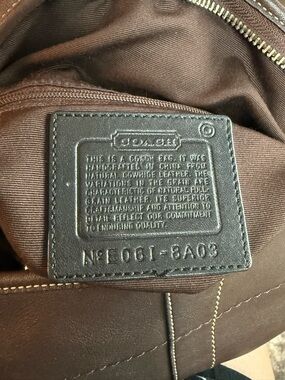 COACH
THIS IS A COACH BAG. IT WAS
HANDCRAFTED IN CHINA FROM
NATURAL COWHIDE LEATHER. THE
VARIATIONS IN THE GRAIN ARE
CHARACTERISTIC OF NATURAL FULL-
GRAIN LEATHER. ITS SUPERIOR
CRAFTSMANSHIP AND ATTENTION TO
DETAIL REFLECT OUR COMMITMENT
TO ENDURING QUALITY.
Nº E06I-8A03